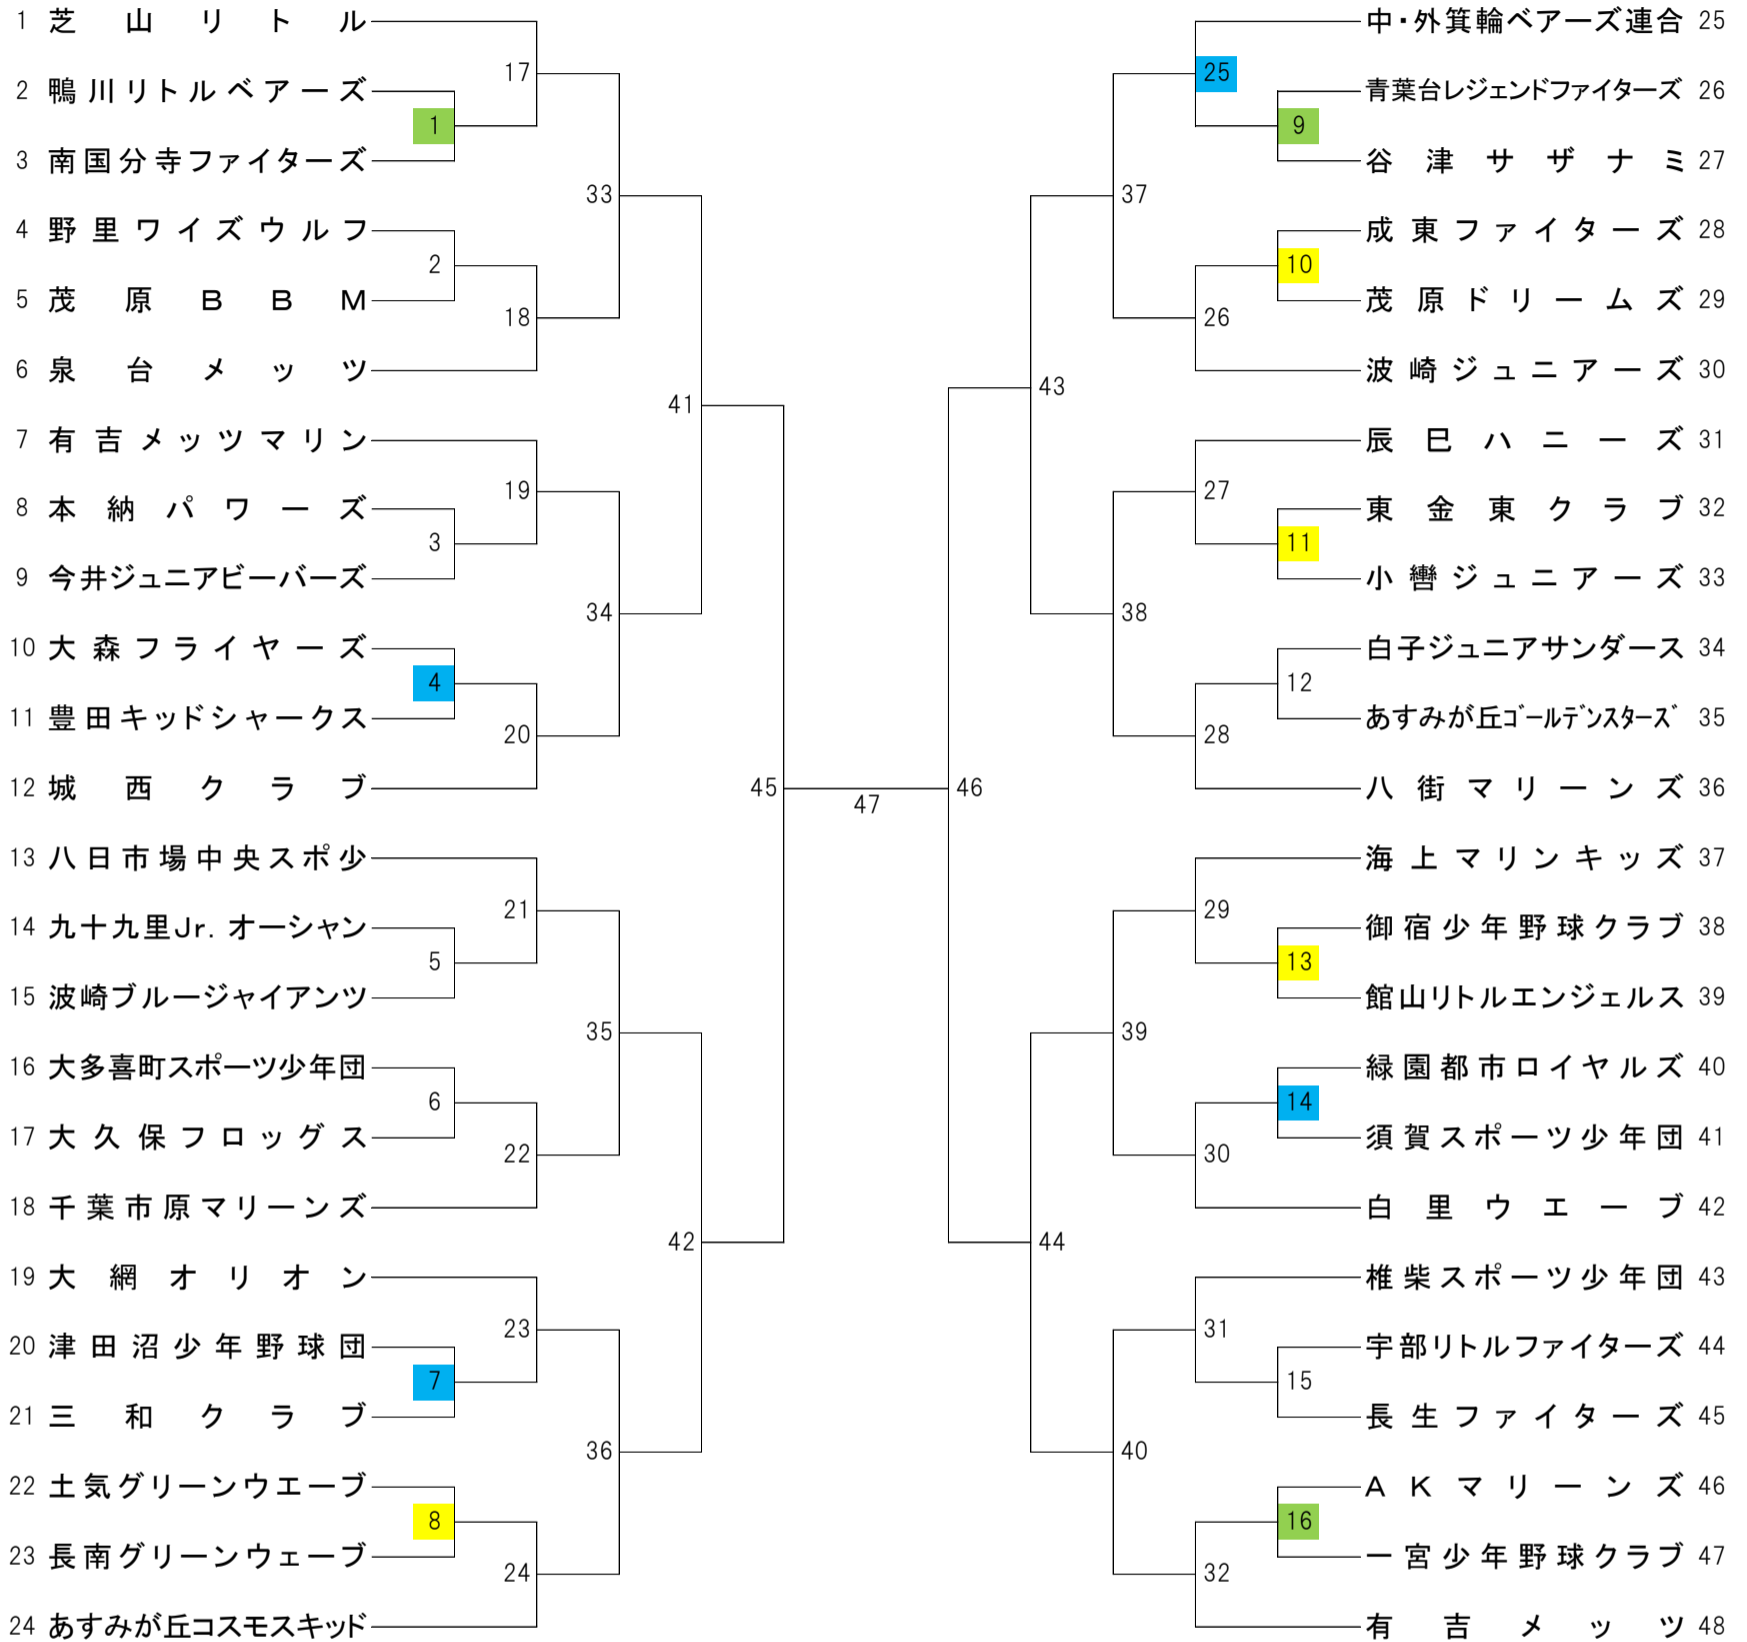 1 芝山リトル
2 鴨川リトルベアーズ
3 南国分寺ファイターズ
4 野里ワイズウルフ
5 茂原ＢＢＭ
6 泉台メッツ
7 有吉メッツマリン
8 本納パワーズ
9 今井ジュニアビーバーズ
10 大森フライヤーズ
11 豊田キッドシャークス
12 城西クラブ
13 八日市場中央スポ少
14 九十九里Jr.オーシャン
15 波崎ブルージャイアンツ
16 大多喜町スポーツ少年団
17 大久保フロッグス
18 千葉市原マリーンズ
19 大網オリオン
20 津田沼少年野球団
21 三和クラブ
22 土気グリーンウエーブ
23 長南グリーンウェーブ
24 あすみが丘コスモスキッド
1
2
3
4
5
6
7
8
17
18
19
20
21
22
23
24
33
34
35
36
41
42
45
47
46
43
44
37
38
39
40
25
26
27
28
29
30
31
32
9
10
11
12
13
14
15
16
中・外箕輪ベアーズ連合 25
青葉台レジェンドファイターズ 26
谷津サザナミ 27
成東ファイターズ 28
茂原ドリームズ 29
波崎ジュニアーズ 30
辰巳ハニーズ 31
東金東クラブ 32
小轡ジュニアーズ 33
白子ジュニアサンダース 34
あすみが丘ｺﾞｰﾙﾃﾞﾝｽﾀｰｽﾞ 35
八街マリーンズ 36
海上マリンキッズ 37
御宿少年野球クラブ 38
館山リトルエンジェルス 39
緑園都市ロイヤルズ 40
須賀スポーツ少年団 41
白里ウエーブ 42
椎柴スポーツ少年団 43
宇部リトルファイターズ 44
長生ファイターズ 45
ＡＫマリーンズ 46
一宮少年野球クラブ 47
有吉メッツ 48